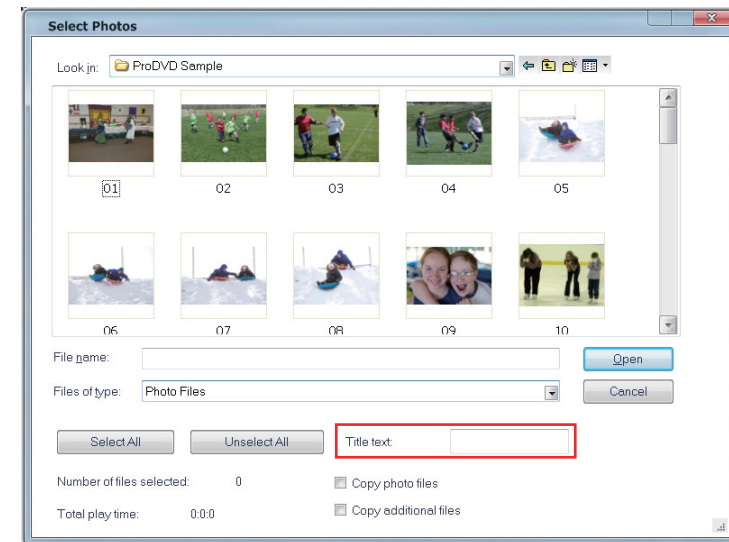 Select Photos
Look in: ProDVD Sample
01 02 03 04 05
06 07 08 09 10
File name: Open
Files of type: Photo Files Cancel
Select All Unselect All Title text:
Number of files selected: 0 Copy photo files
Total play time: 0:0:0 Copy additional files